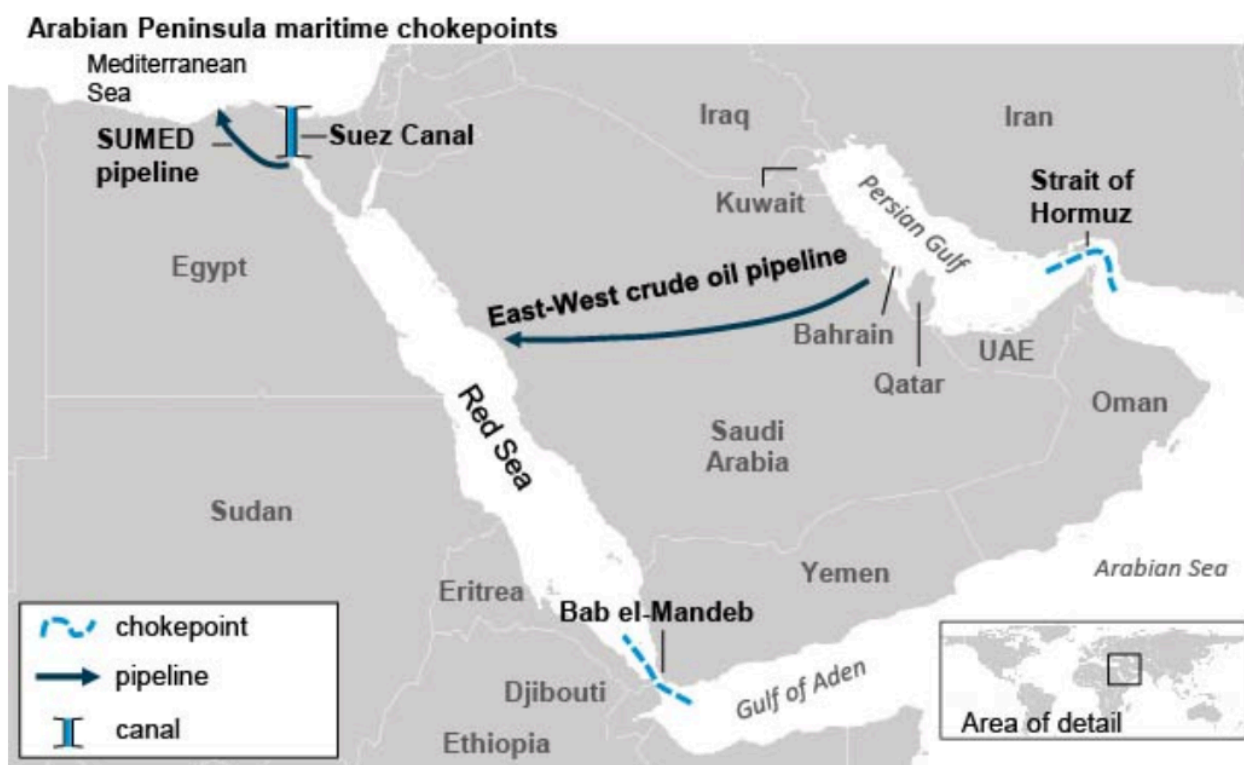 Arabian Peninsula maritime chokepoints
Mediterranean
Sea
SUMED
pipeline
Suez Canal
Iraq
Iran
Kuwait
Persian Gulf
Strait of
Hormuz
Egypt
East-West crude oil pipeline
Bahrain
Qatar
UAE
Oman
Red Sea
Saudi
Arabia
Sudan
Eritrea
Yemen
Arabian Sea
Bab el-Mandeb
Djibouti
Gulf of Aden
Ethiopia
chokepoint
pipeline
canal
Area of detail